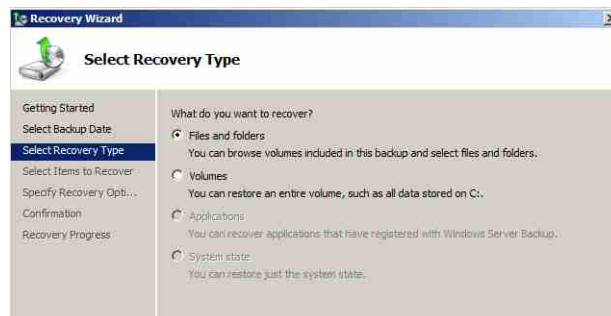 Recovery Wizard
Select Recovery Type
Getting Started
Select Backup Date
Select Recovery Type
Select Items to Recover
Specify Recovery Opti...
Confirmation
Recovery Progress
What do you want to recover?
Files and folders
You can browse volumes included in this backup and select files and folders.
Volumes
You can restore an entire volume, such as all data stored on C:.
Applications
You can recover applications that have registered with Windows Server Backup.
System state
You can restore just the system state.